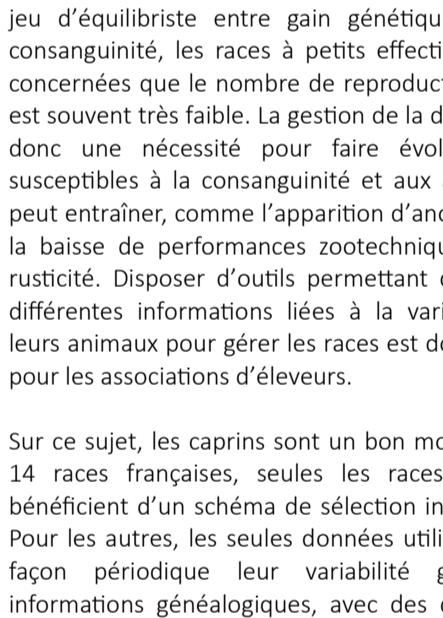 jeu d’équilibriste entre gain génétiqu
consanguinité, les races à petits effecti
concernées que le nombre de reproduc
est souvent très faible. La gestion de la d
donc une nécessité pour faire évol
susceptibles à la consanguinité et aux
peut entraîner, comme l’apparition d’ano
la baisse de performances zootechniqu
rusticité. Disposer d’outils permettant
différentes informations liées à la vari
leurs animaux pour gérer les races est do
pour les associations d’éleveurs.
Sur ce sujet, les caprins sont un bon mo
14 races françaises, seules les races
bénéficient d’un schéma de sélection in
Pour les autres, les seules données utili
façon périodique leur variabilité g
informations généalogiques, avec des